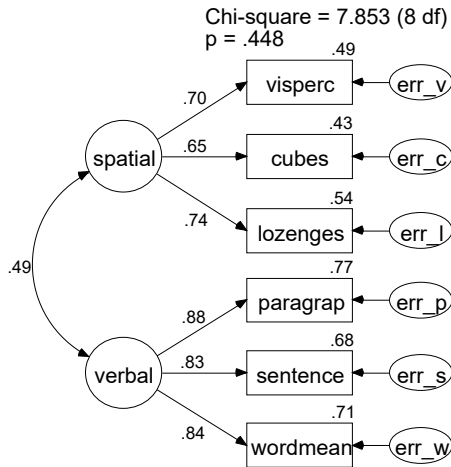 Chi-square = 7.853 (8 df)
p = .448
.49
visperc
err_v
.70
.43
spatial
.65
cubes
err_c
.54
.74
lozenges
err_l
.49
.77
paragrap
err_p
.88
.68
verbal
.83
sentence
err_s
.71
.84
wordmean
err_w